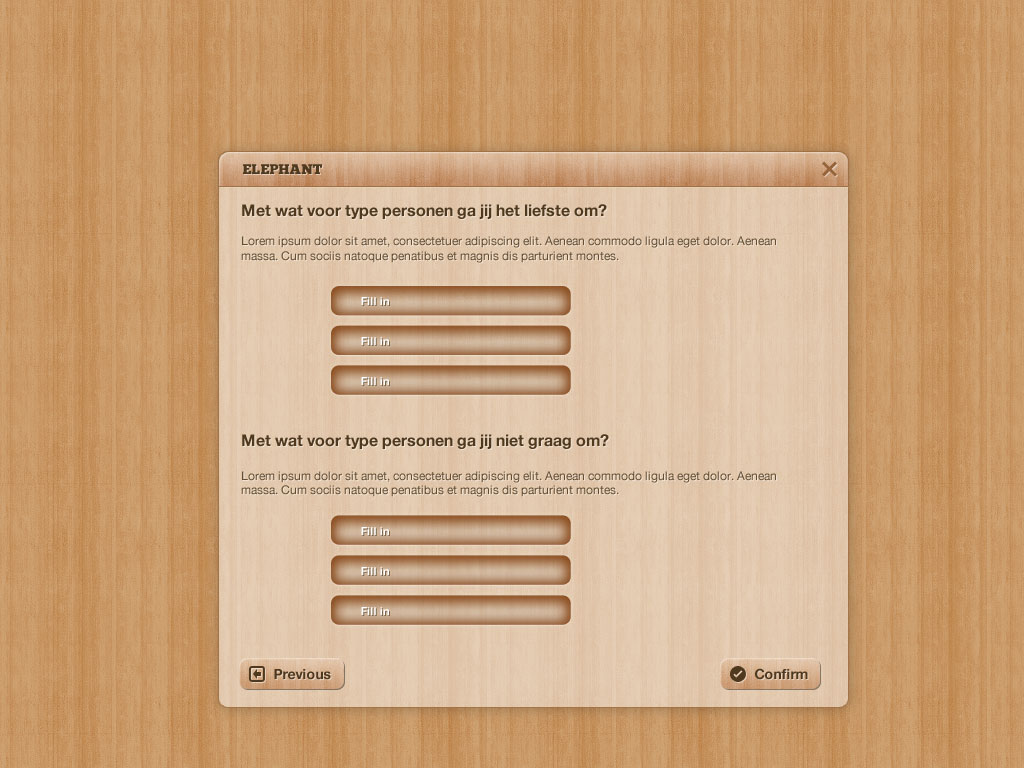 ELEPHANT
Met wat voor type personen ga jij het liefste om?
Lorem ipsum dolor sit amet, consectetuer adipiscing elit. Aenean commodo ligula eget dolor. Aenean
massa. Cum sociis natoque penatibus et magnis dis parturient montes.
Fill in
Fill in
Fill in
Met wat voor type personen ga jij niet graag om?
Lorem ipsum dolor sit amet, consectetuer adipiscing elit. Aenean commodo ligula eget dolor. Aenean
massa. Cum sociis natoque penatibus et magnis dis parturient montes.
Fill in
Fill in
Fill in
Previous
Confirm